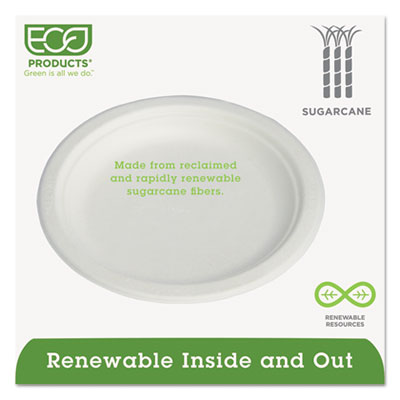 ECO
PRODUCTS®
Green is all we do.™
SUGARCANE
Made from reclaimed
and rapidly renewable
sugarcane fibers.
RENEWABLE
RESOURCES
Renewable Inside and Out